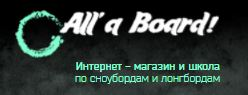 All'a Board!
Интернет - магазин и школа
по сноубордам и лонгбордам